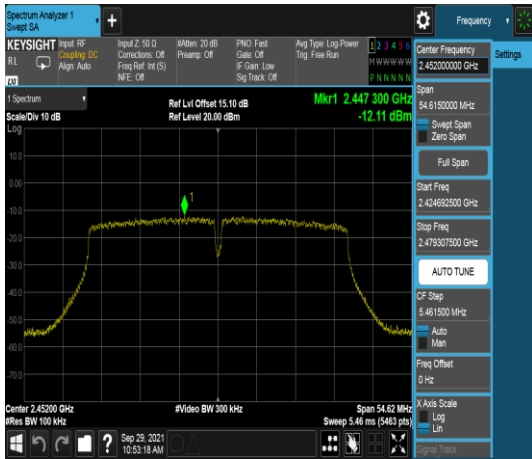 Spectrum Analyzer 1
Swept SA
+
Frequency
KEYSIGHT
RL
LXI
Input: RF
Coupling: DC
Align: Auto
Input Z: 50 Ω
Corrections: Off
Freq Ref: Int (S)
NFE: Off
#Atten: 20 dB
Preamp: Off
PNO: Fast
Gate: Off
IF Gain: Low
Sig Track: Off
Avg Type: Log-Power
Trig: Free Run
1 2 3 4 5 6
M W W W W W
P N N N N N
Center Frequency
2.452000000 GHz
Settings
Span
54.6150000 MHz
Swept Span
Zero Span
Full Span
Start Freq
2.424692500 GHz
Stop Freq
2.479307500 GHz
AUTO TUNE
CF Step
5.461500 MHz
Auto
Man
Freq Offset
0 Hz
X Axis Scale
Log
Lin
Signal Track
1 Spectrum
Scale/Div 10 dB
Log
Ref Lvl Offset 15.10 dB
Ref Level 20.00 dBm
Mkr1 2.447 300 GHz
-12.11 dBm
1
10.0
0.00
-10.0
-20.0
-30.0
-40.0
-50.0
-60.0
-70.0
Center 2.45200 GHz
#Res BW 100 kHz
#Video BW 300 kHz
Span 54.62 MHz
Sweep 5.46 ms (5463 pts)
?
Sep 29, 2021
10:53:18 AM